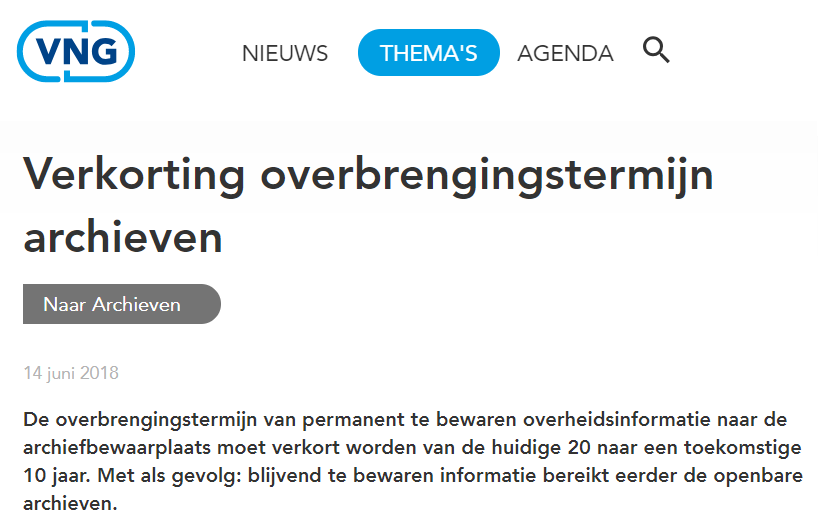 VNG
NIEUWS THEMA'S AGENDA
Verkorting overbrengingstermijn
archieven
Naar Archieven
14 juni 2018
De overbrengingstermijn van permanent te bewaren overheidsinformatie naar de
archiefbewaarplaats moet verkort worden van de huidige 20 naar een toekomstige
10 jaar. Met als gevolg: blijvend te bewaren informatie bereikt eerder de openbare
archieven.